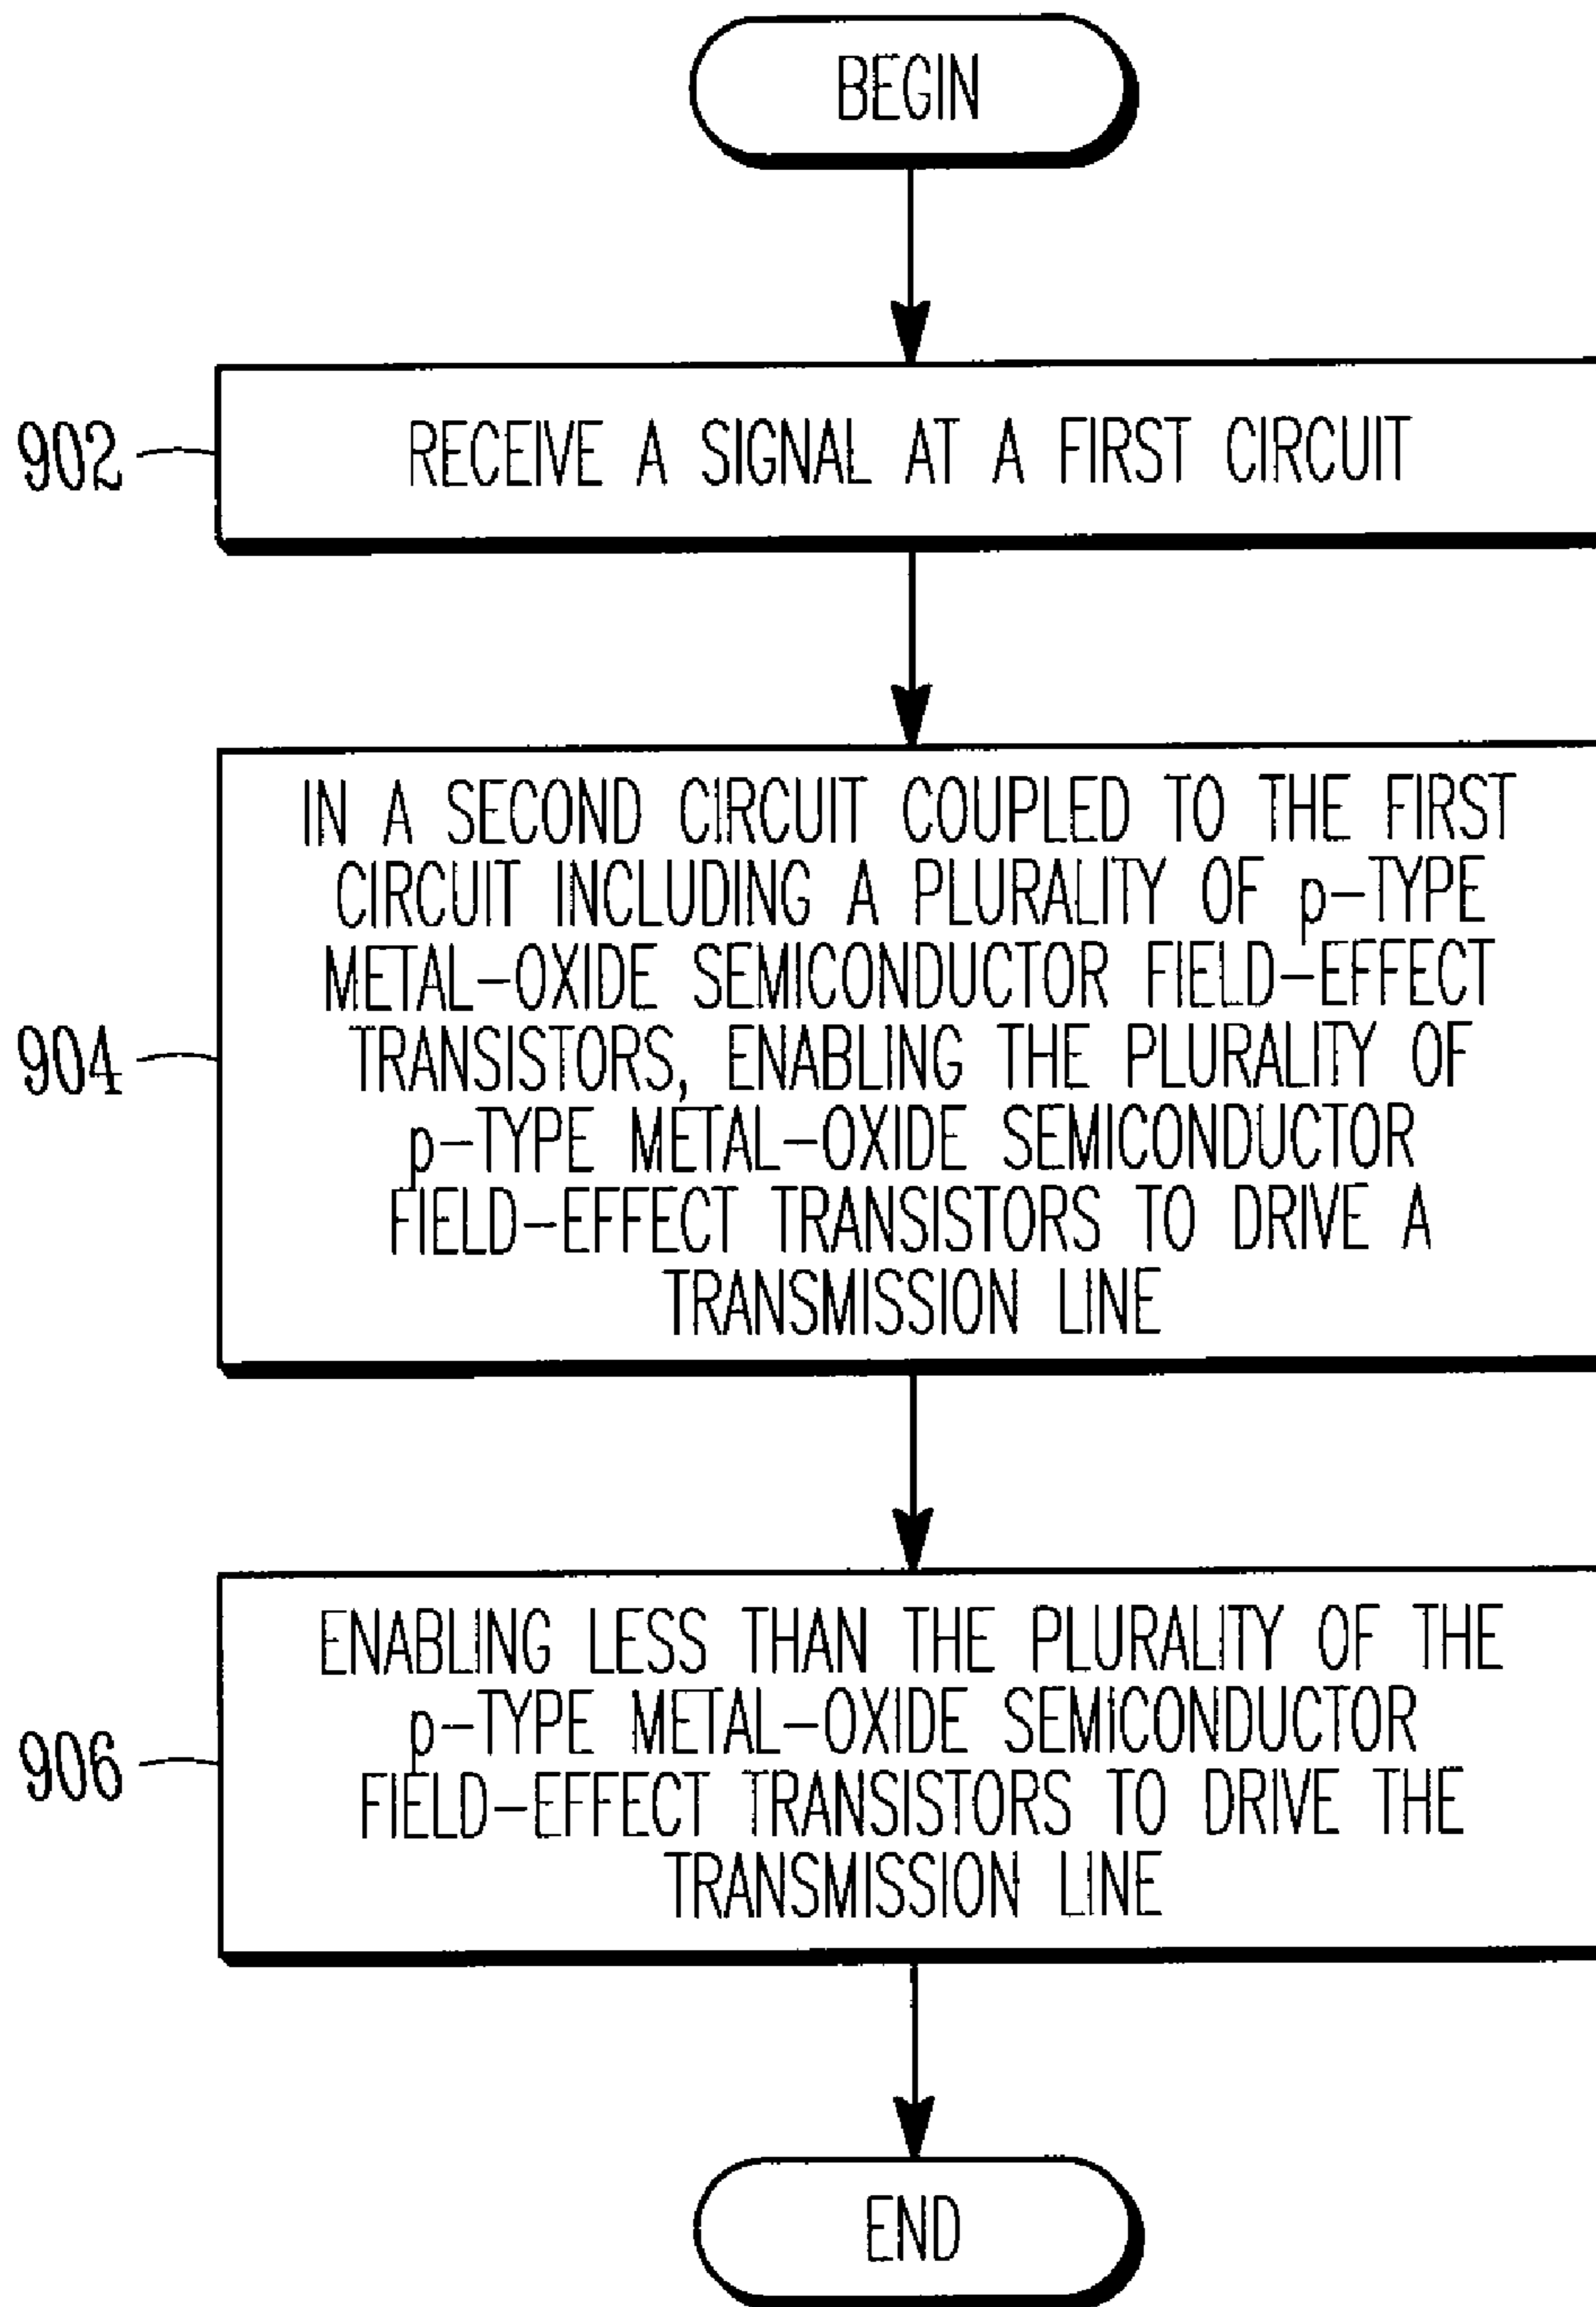 BEGIN
902
RECEIVE A SIGNAL AT A FIRST CIRCUIT
904
IN A SECOND CIRCUIT COUPLED TO THE FIRST
CIRCUIT INCLUDING A PLURALITY OF p-TYPE
METAL-OXIDE SEMICONDUCTOR FIELD-EFFECT
TRANSISTORS, ENABLING THE PLURALITY OF
p-TYPE METAL-OXIDE SEMICONDUCTOR
FIELD-EFFECT TRANSISTORS TO DRIVE A
TRANSMISSION LINE
906
ENABLING LESS THAN THE PLURALITY OF THE
p-TYPE METAL-OXIDE SEMICONDUCTOR
FIELD-EFFECT TRANSISTORS TO DRIVE THE
TRANSMISSION LINE
END